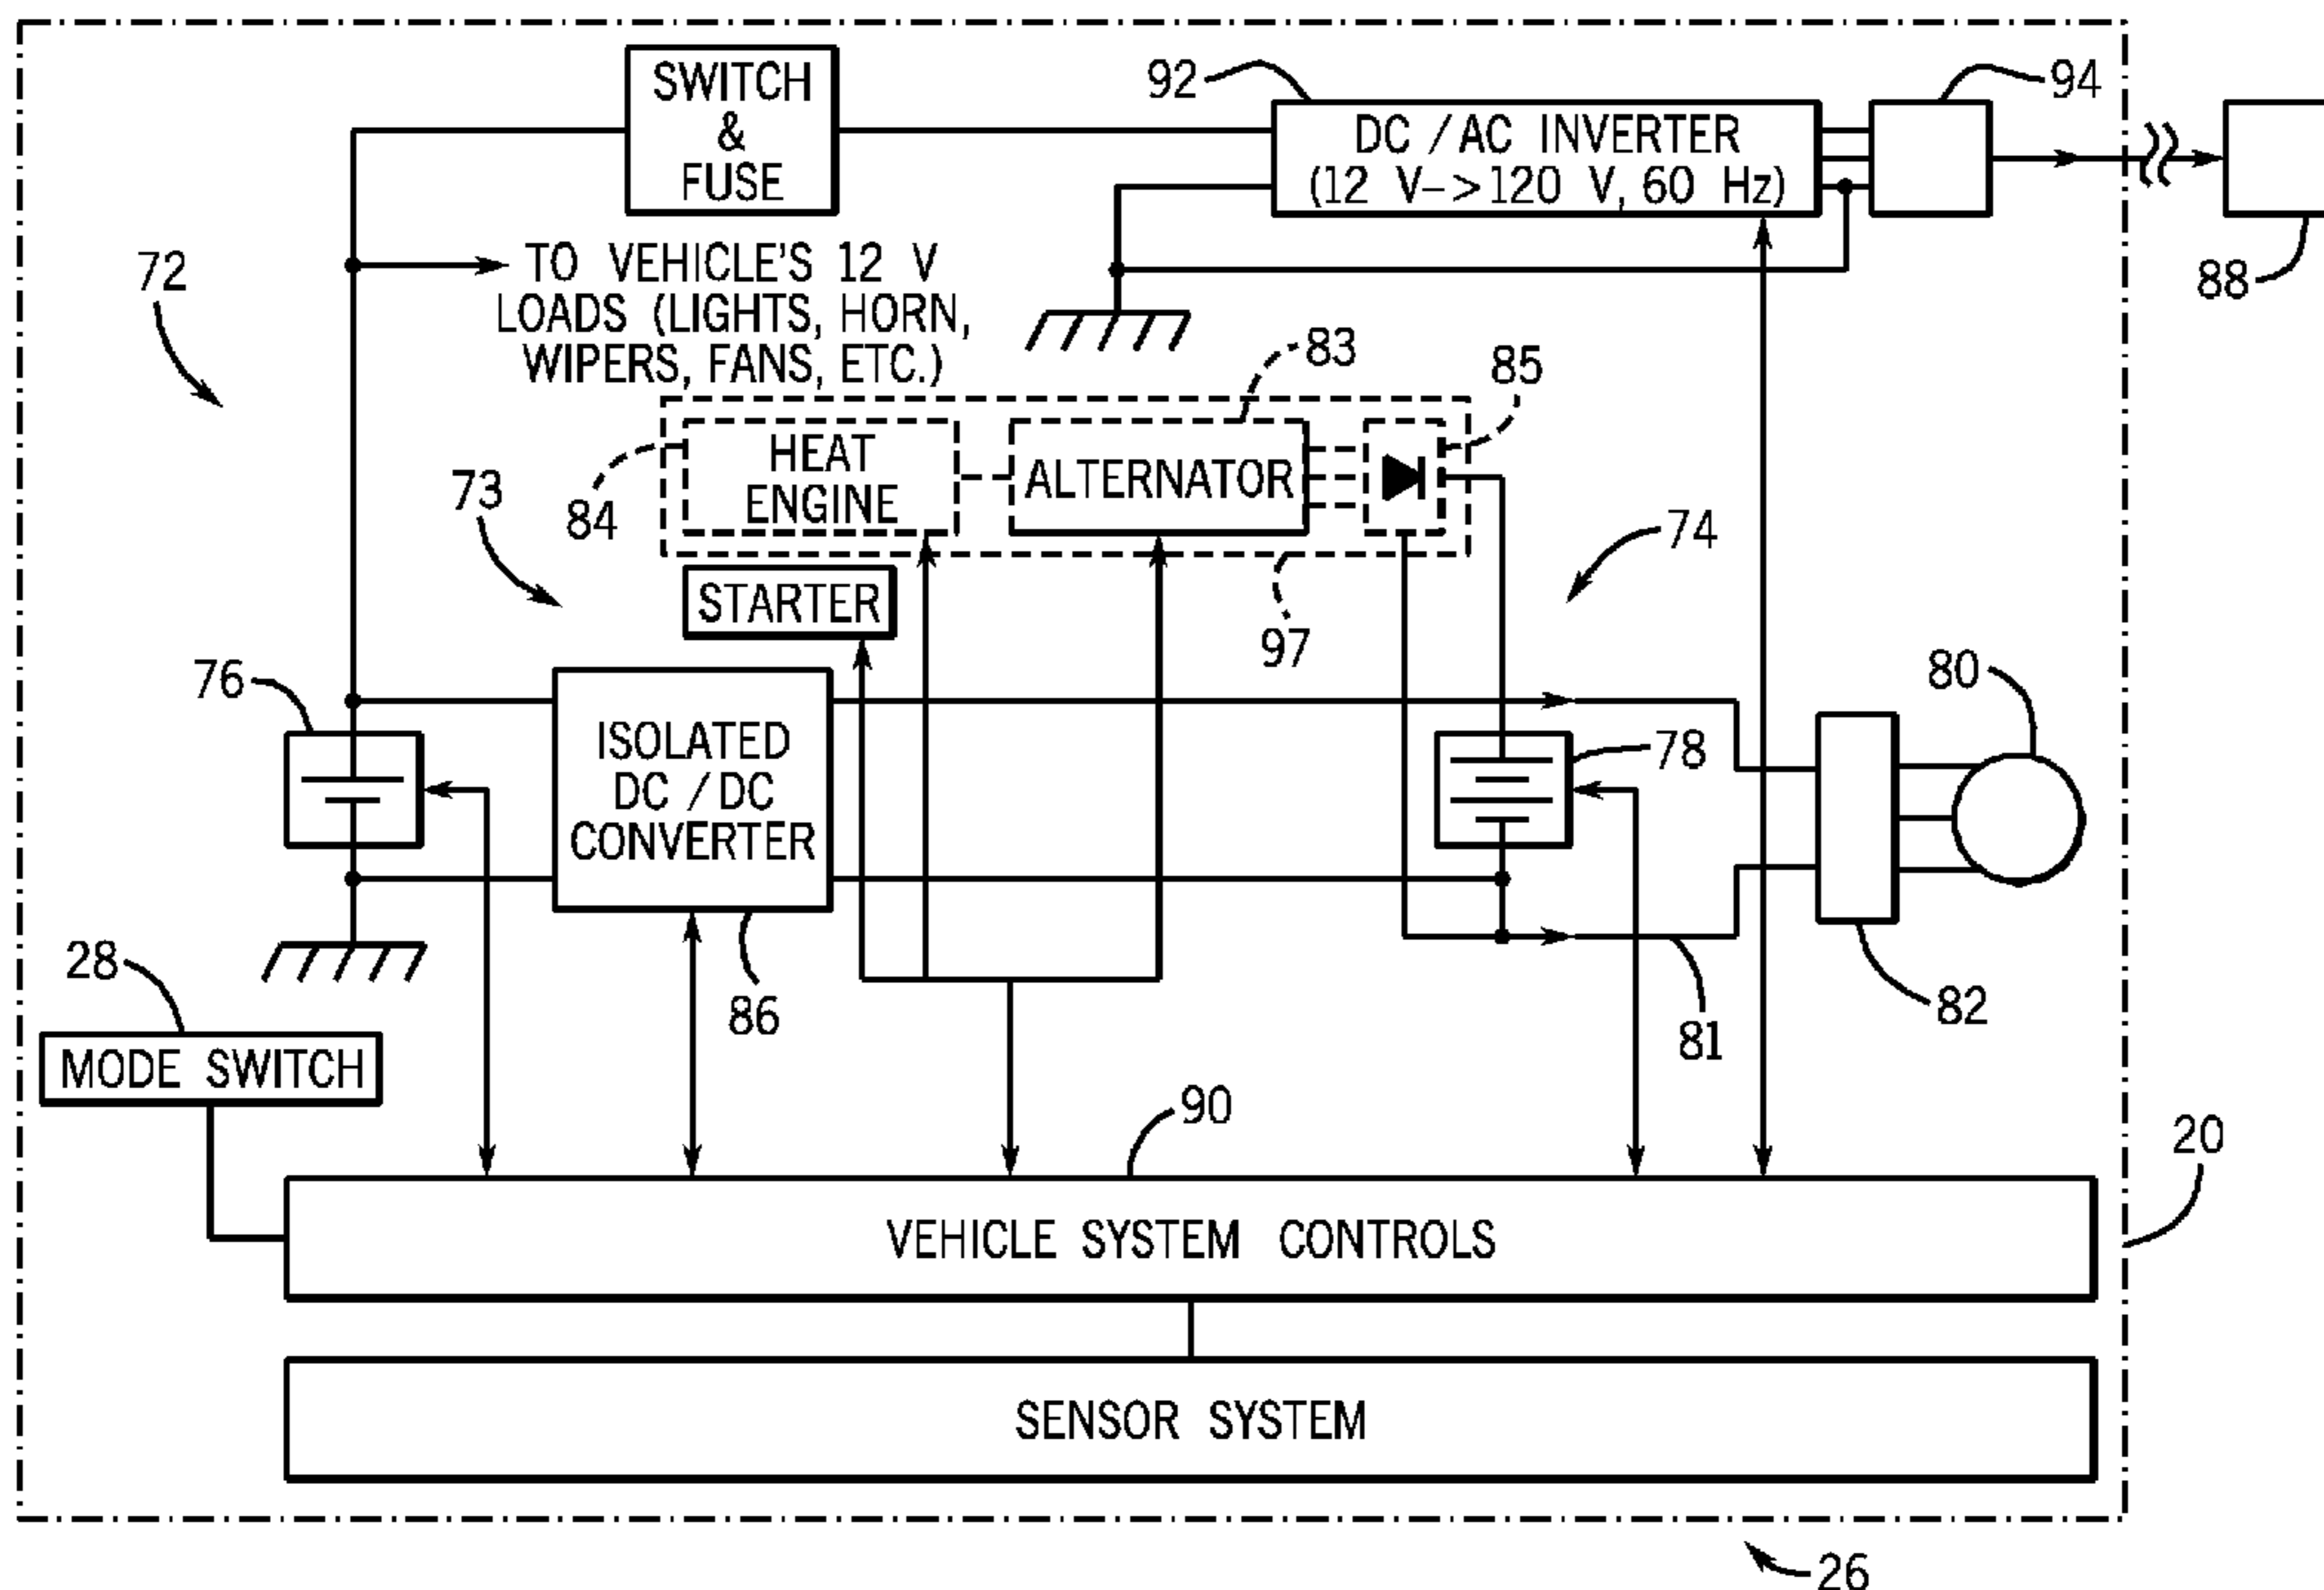 SWITCH
&
FUSE
92
DC / AC INVERTER
(12 V–>120 V, 60 Hz)
94
88
72
TO VEHICLE'S 12 V
LOADS (LIGHTS, HORN,
WIPERS, FANS, ETC.)
83
85
84
HEAT
ENGINE
ALTERNATOR
73
74
STARTER
97
76
ISOLATED
DC / DC
CONVERTER
78
80
28
86
81
82
MODE SWITCH
90
20
VEHICLE SYSTEM CONTROLS
SENSOR SYSTEM
26